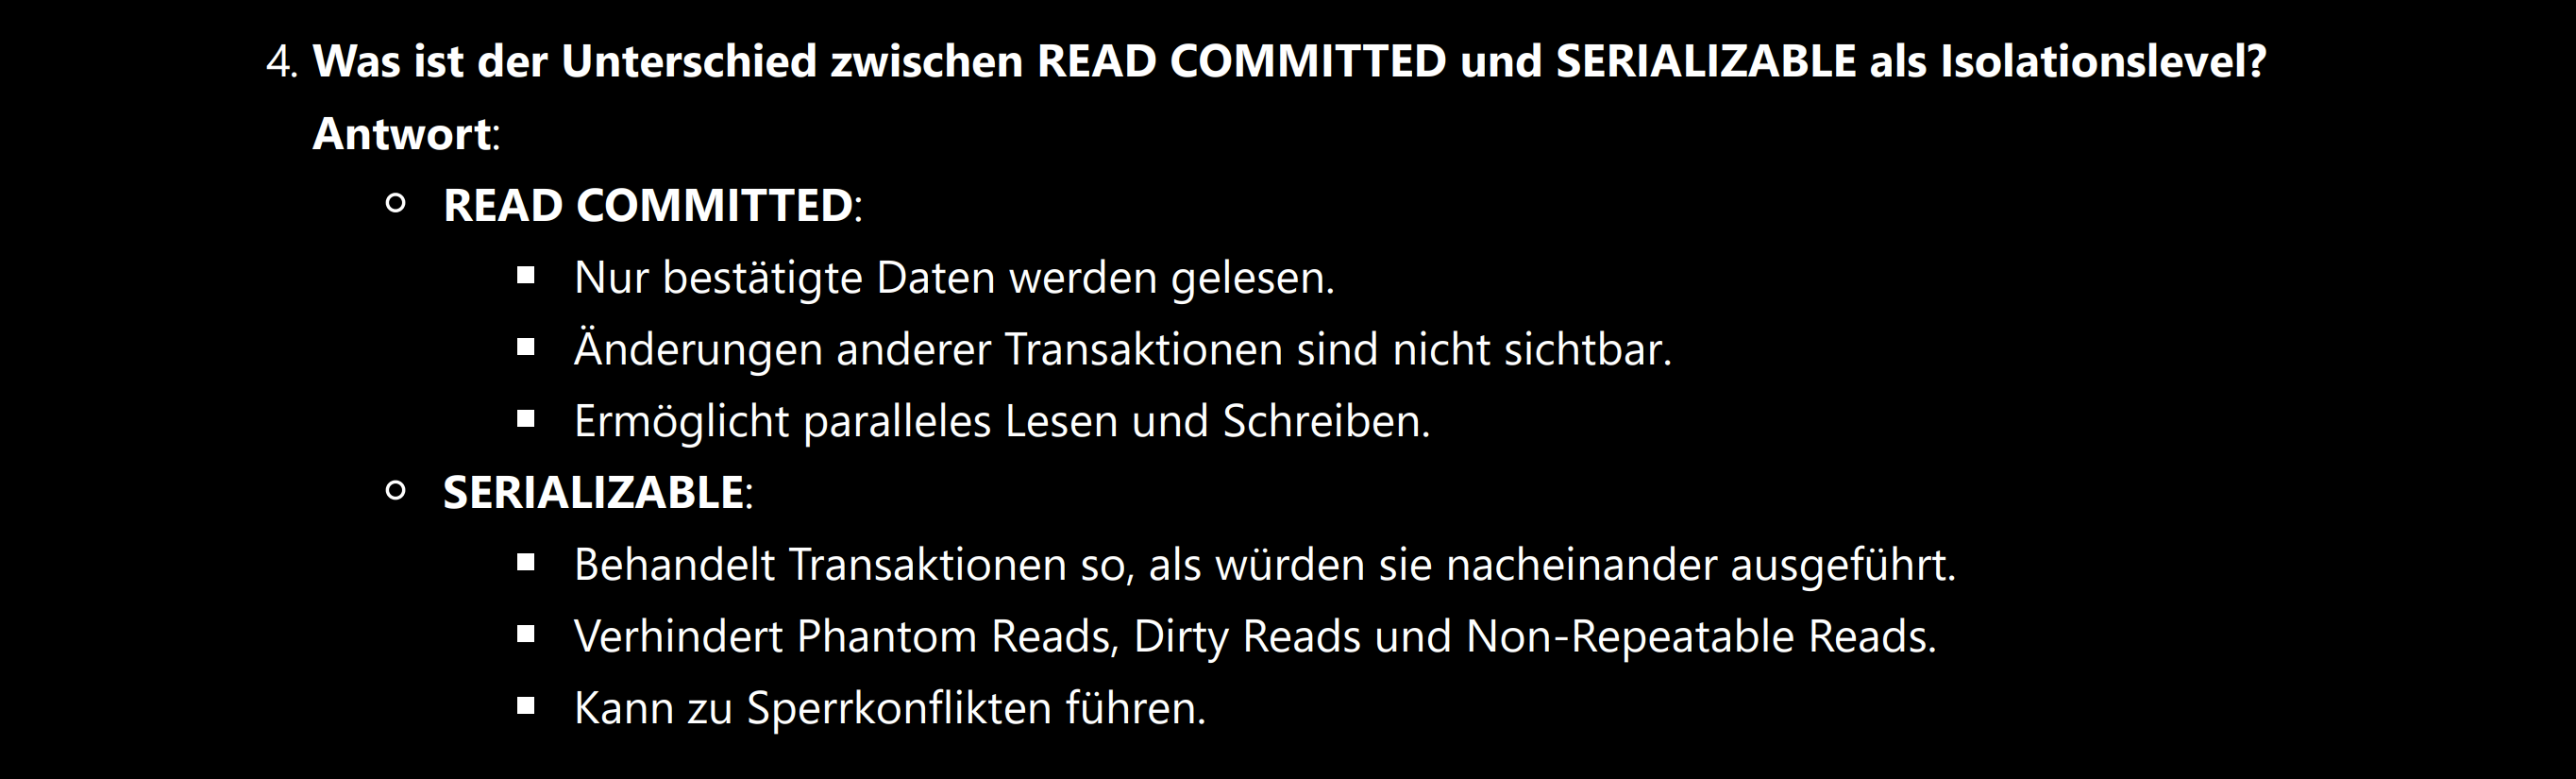 4. Was ist der Unterschied zwischen READ COMMITTED und SERIALIZABLE als Isolationslevel?
Antwort:
○ READ COMMITTED:
■ Nur bestätigte Daten werden gelesen.
■ Änderungen anderer Transaktionen sind nicht sichtbar.
■ Ermöglicht paralleles Lesen und Schreiben.
○ SERIALIZABLE:
■ Behandelt Transaktionen so, als würden sie nacheinander ausgeführt.
■ Verhindert Phantom Reads, Dirty Reads und Non-Repeatable Reads.
■ Kann zu Sperrkonflikten führen.